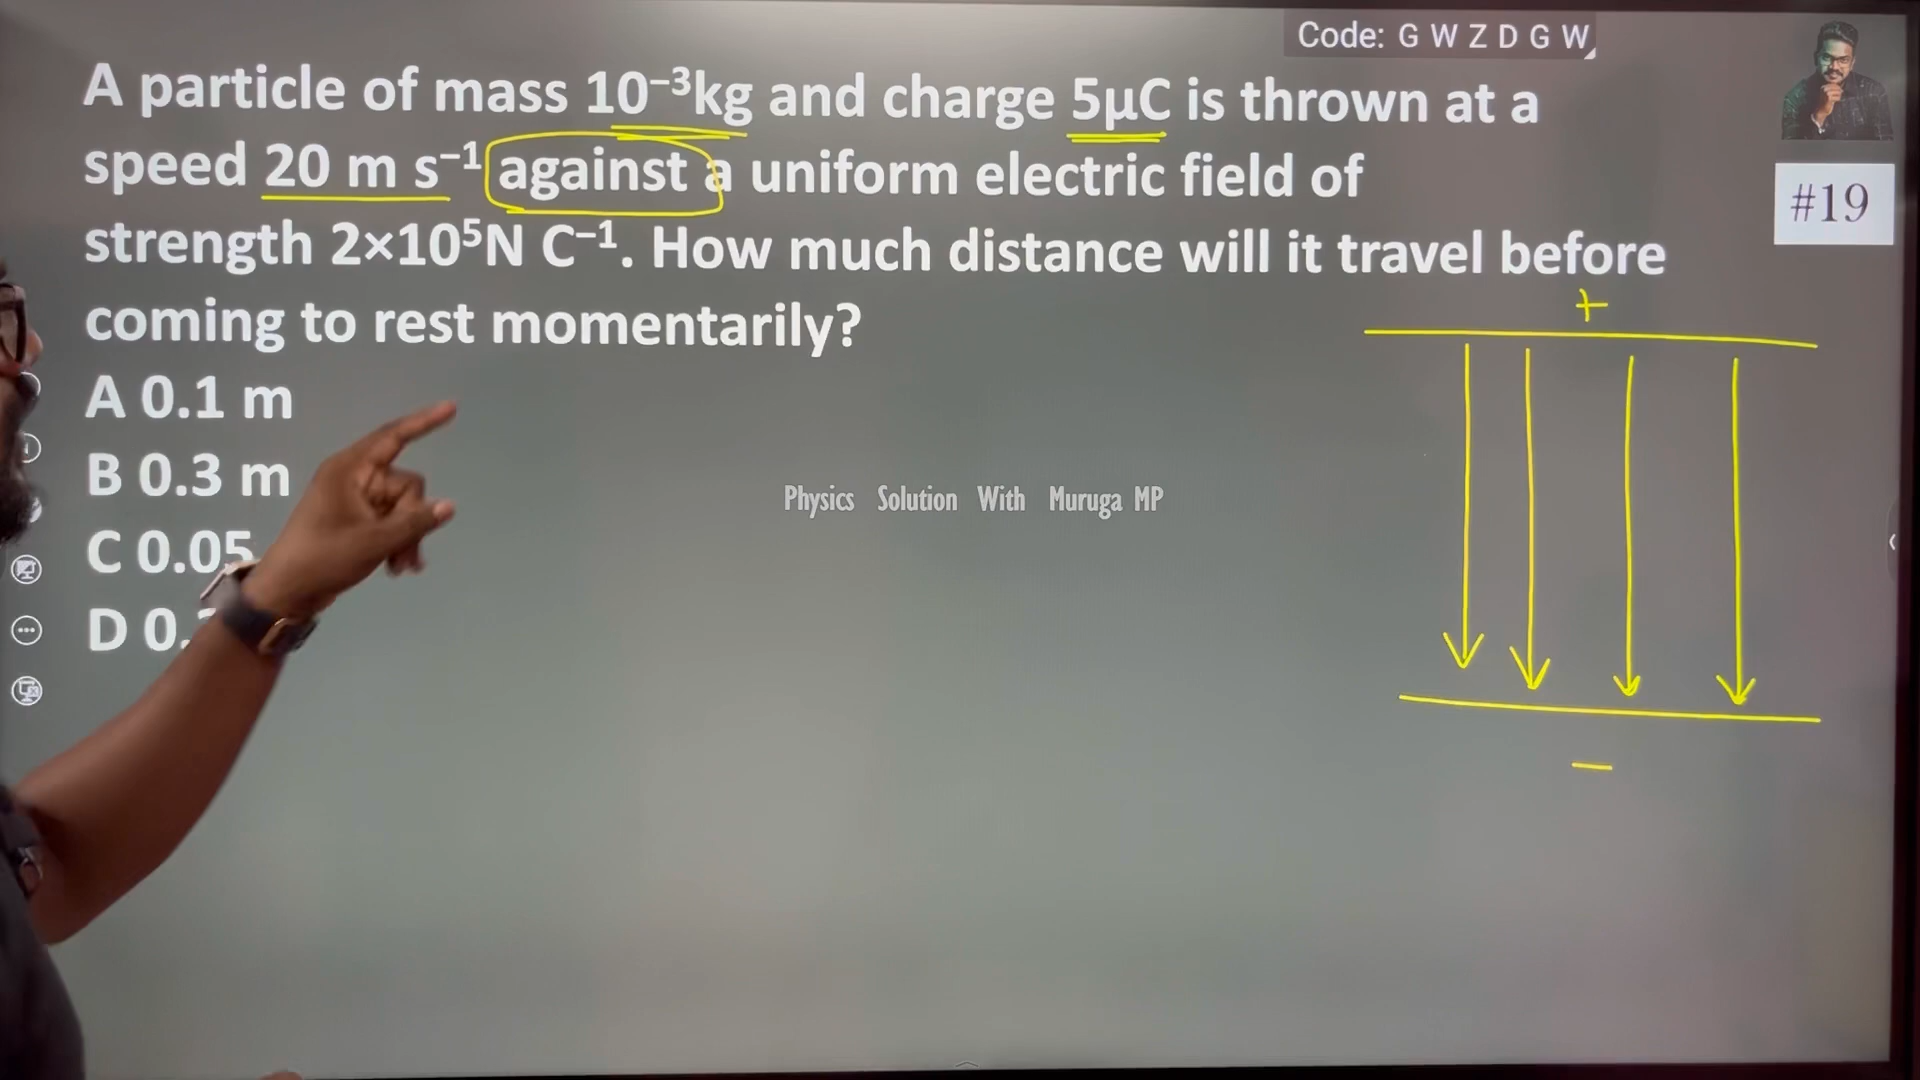 Code: G W Z D G W
A particle of mass 10⁻³kg and charge 5μC is thrown at a
speed 20 m s⁻¹ against a uniform electric field of
#19
strength 2×10⁵N C⁻¹. How much distance will it travel before
coming to rest momentarily?
+
A 0.1 m
B 0.3 m
Physics Solution With Muruga MP
C 0.05
D 0.
−